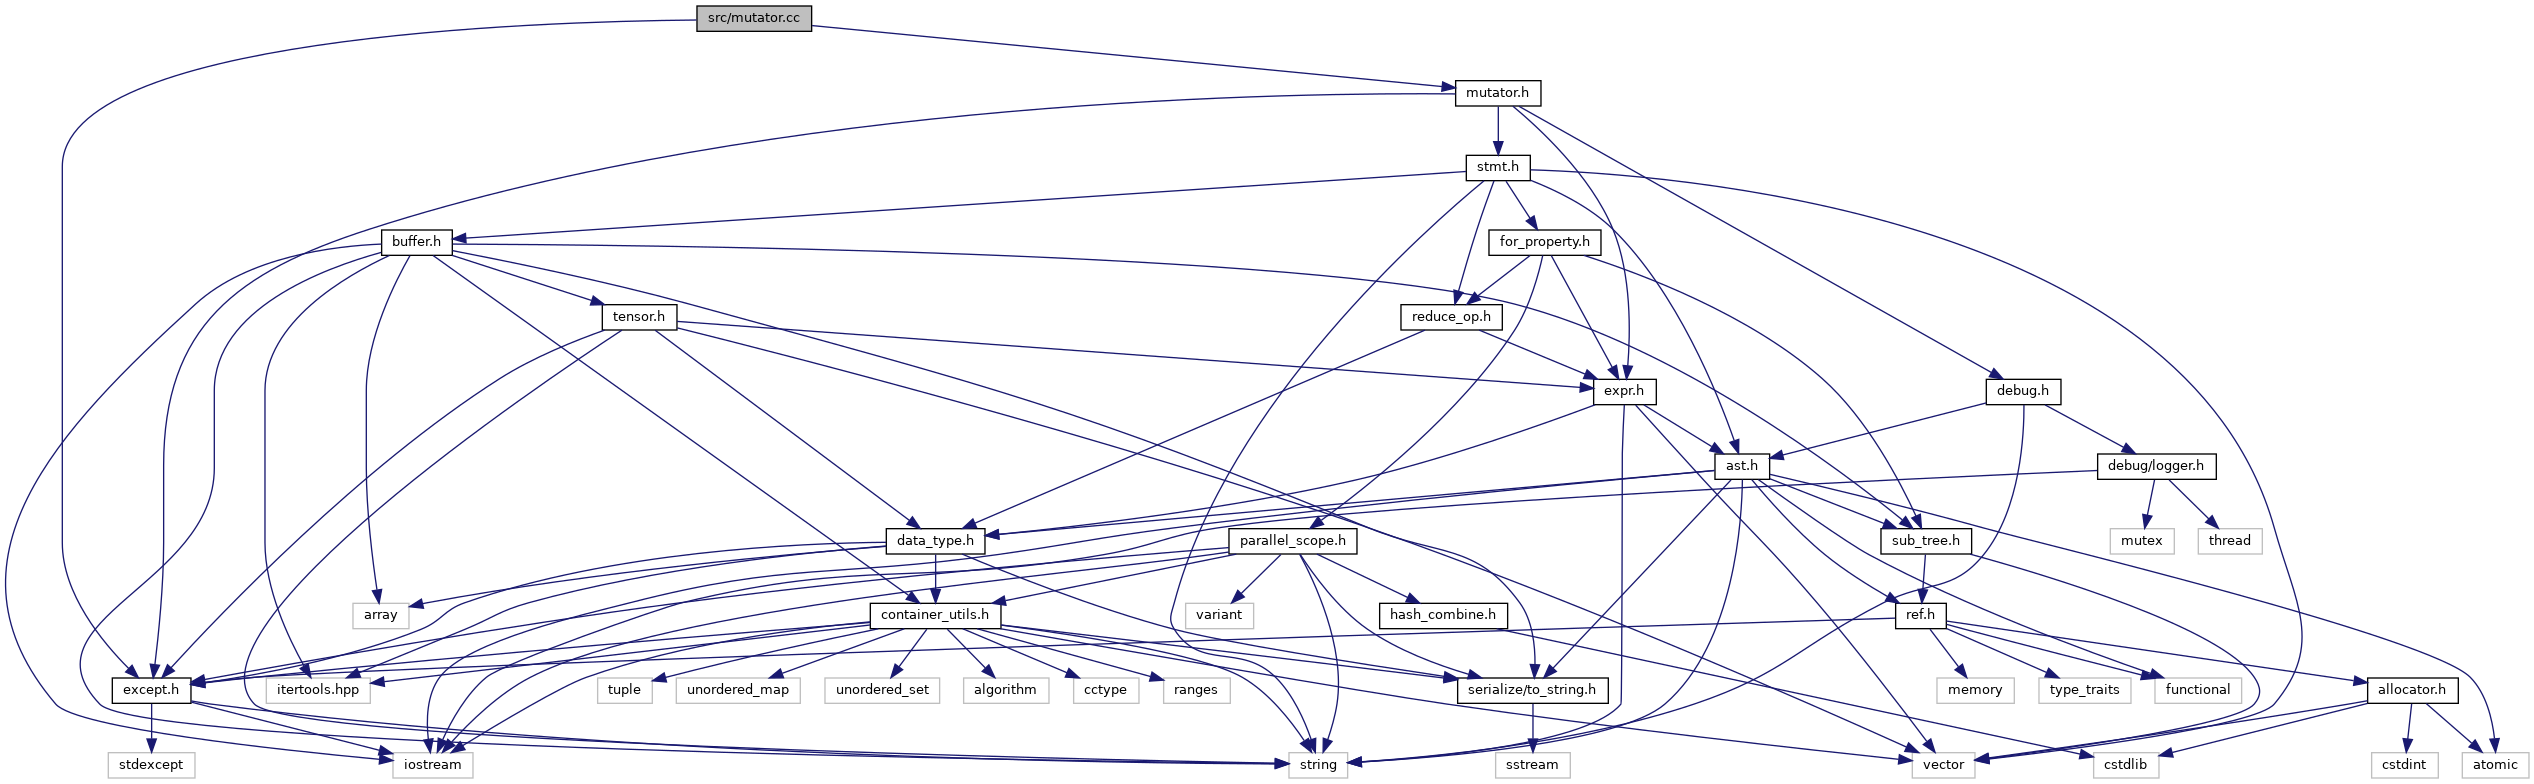 src/mutator.cc
mutator.h
stmt.h
buffer.h
for_property.h
tensor.h
reduce_op.h
expr.h
debug.h
ast.h
debug/logger.h
data_type.h
parallel_scope.h
sub_tree.h
mutex
thread
array
container_utils.h
variant
hash_combine.h
ref.h
except.h
itertools.hpp
tuple
unordered_map
unordered_set
algorithm
cctype
ranges
serialize/to_string.h
memory
type_traits
functional
allocator.h
stdexcept
iostream
string
sstream
vector
cstdlib
cstdint
atomic